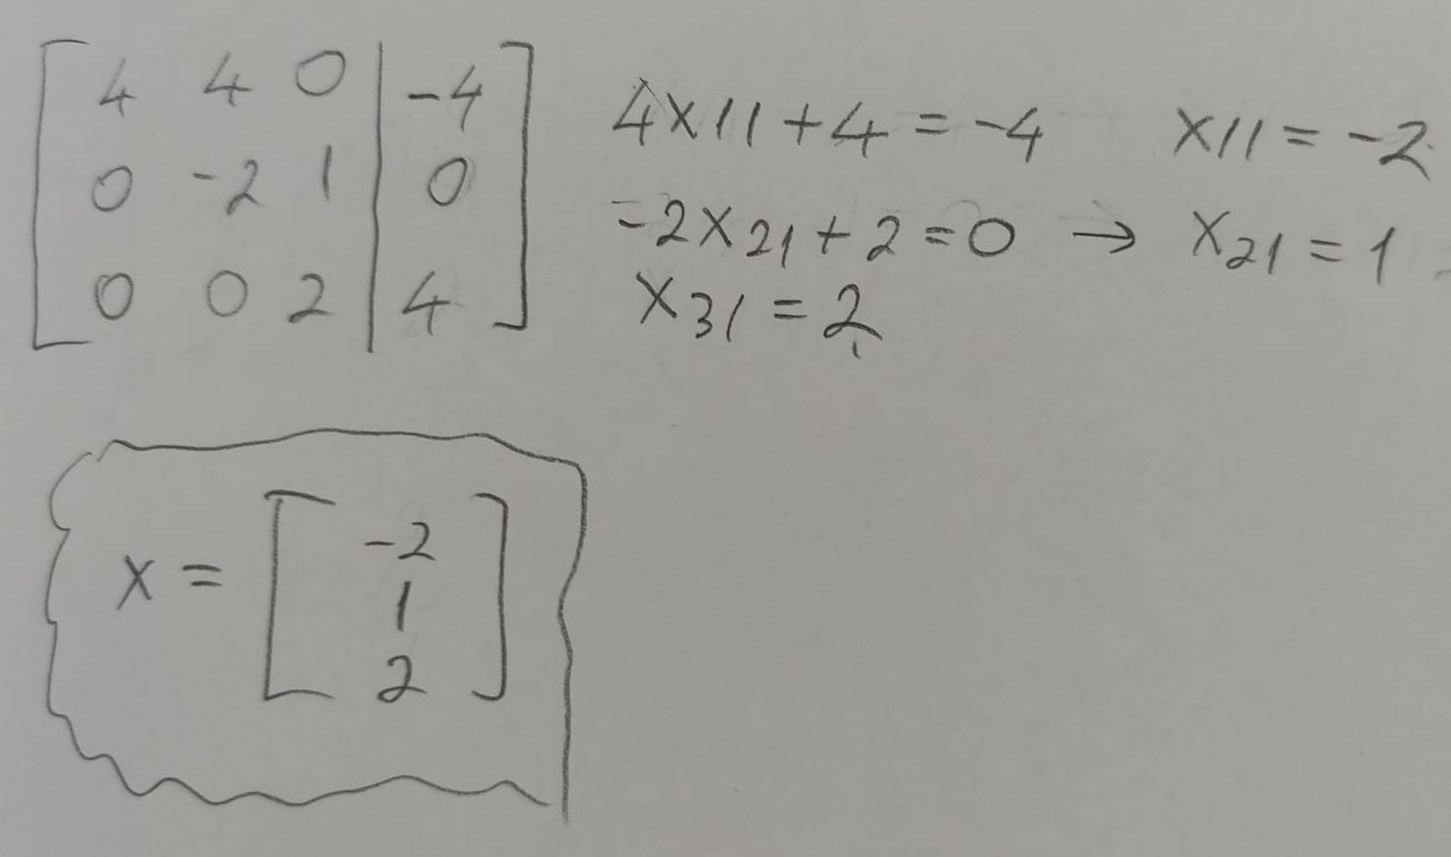 4 4 0 | -4 4x11+4 = -4 x11 = -2
0 -2 1 | 0 -2x21+2=0 → x21 = 1
0 0 2 | 4 x31 = 2
x = [-2
1
2]